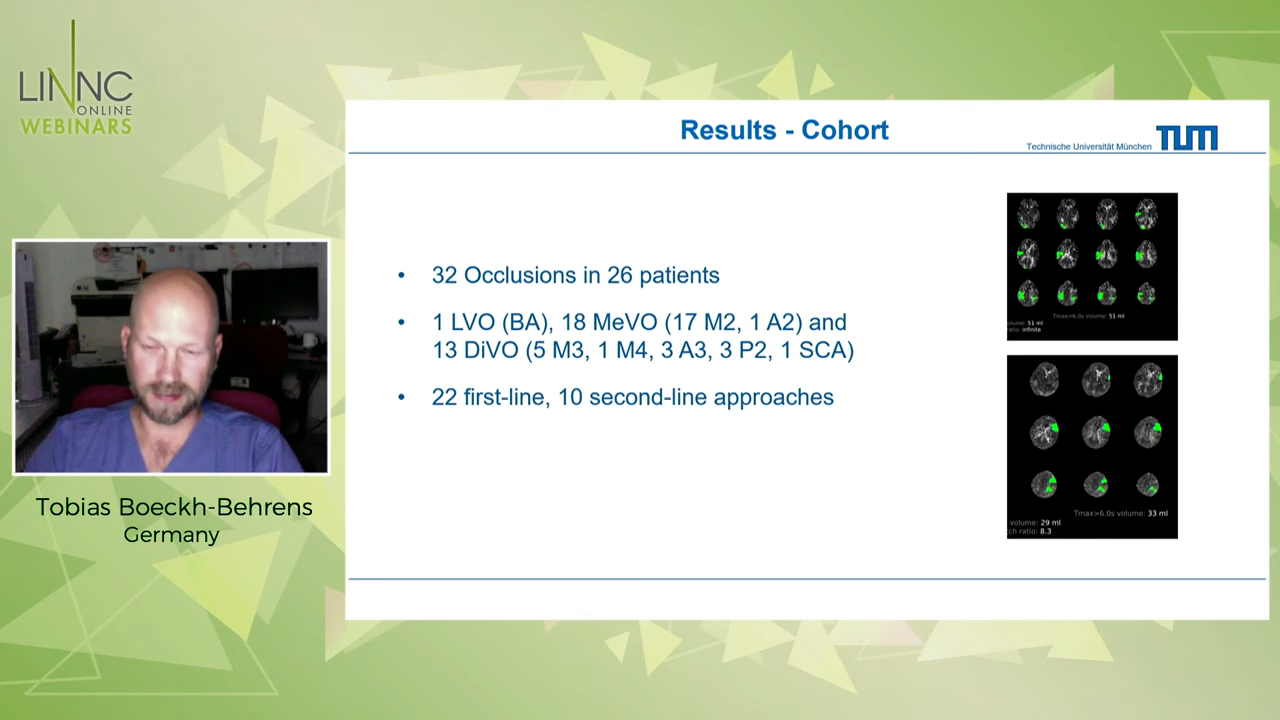 LINNC
ONLINE
WEBINARS
Results - Cohort
Technische Universität München
TUM
• 32 Occlusions in 26 patients
• 1 LVO (BA), 18 MeVO (17 M2, 1 A2) and
13 DiVO (5 M3, 1 M4, 3 A3, 3 P2, 1 SCA)
• 22 first-line, 10 second-line approaches
Tmax>6.0s volume: 51 ml
olume: 51 ml
ratio: infinite
Tmax>6.0s volume: 33 ml
volume: 29 ml
ch ratio: 8.3
Tobias Boeckh-Behrens
Germany